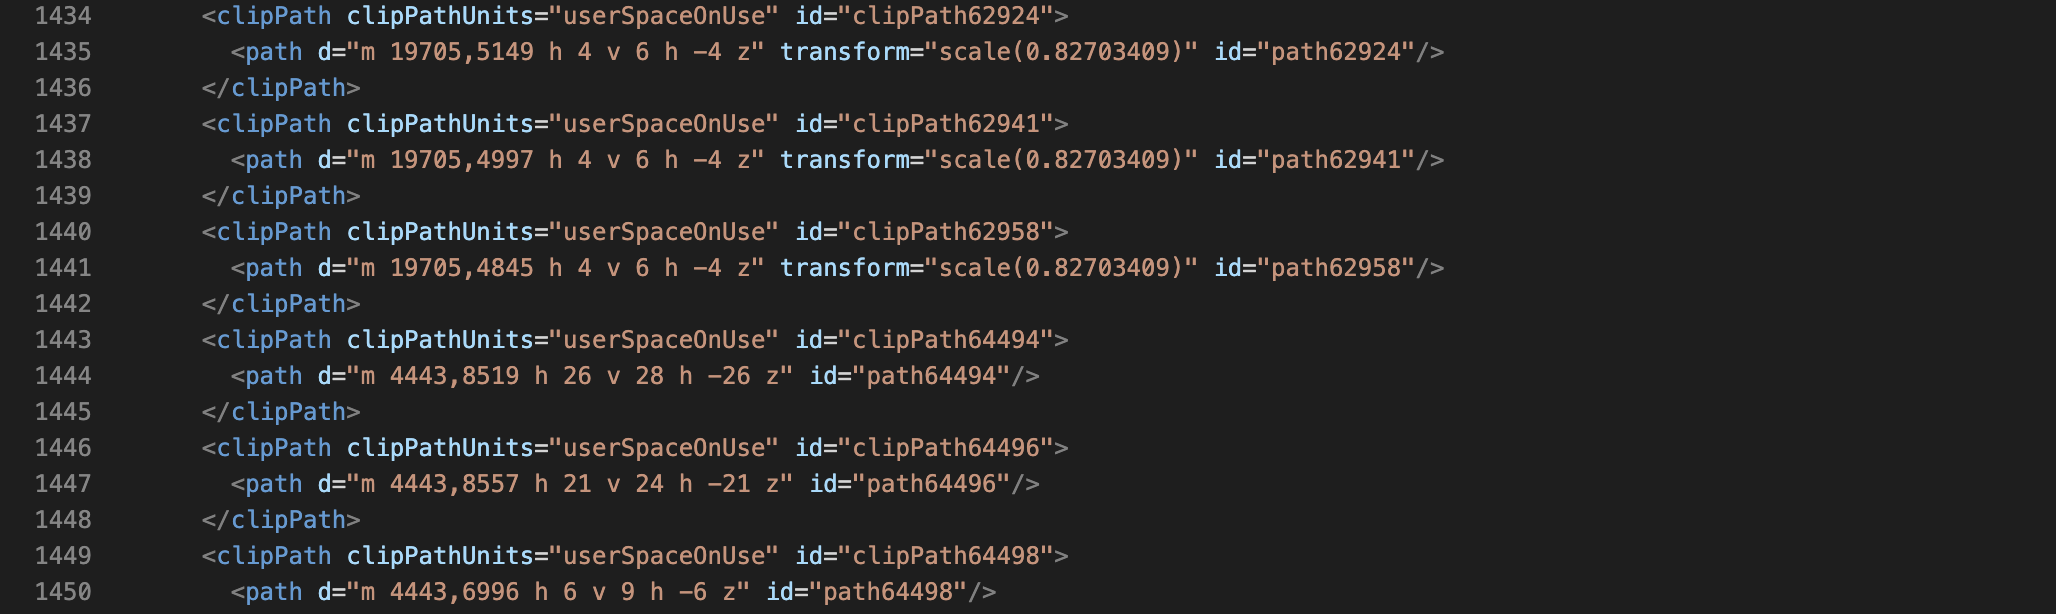 1434 <clipPath clipPathUnits="userSpaceOnUse" id="clipPath62924">
1435 <path d="m 19705,5149 h 4 v 6 h -4 z" transform="scale(0.82703409)" id="path62924"/>
1436 </clipPath>
1437 <clipPath clipPathUnits="userSpaceOnUse" id="clipPath62941">
1438 <path d="m 19705,4997 h 4 v 6 h -4 z" transform="scale(0.82703409)" id="path62941"/>
1439 </clipPath>
1440 <clipPath clipPathUnits="userSpaceOnUse" id="clipPath62958">
1441 <path d="m 19705,4845 h 4 v 6 h -4 z" transform="scale(0.82703409)" id="path62958"/>
1442 </clipPath>
1443 <clipPath clipPathUnits="userSpaceOnUse" id="clipPath64494">
1444 <path d="m 4443,8519 h 26 v 28 h -26 z" id="path64494"/>
1445 </clipPath>
1446 <clipPath clipPathUnits="userSpaceOnUse" id="clipPath64496">
1447 <path d="m 4443,8557 h 21 v 24 h -21 z" id="path64496"/>
1448 </clipPath>
1449 <clipPath clipPathUnits="userSpaceOnUse" id="clipPath64498">
1450 <path d="m 4443,6996 h 6 v 9 h -6 z" id="path64498"/>